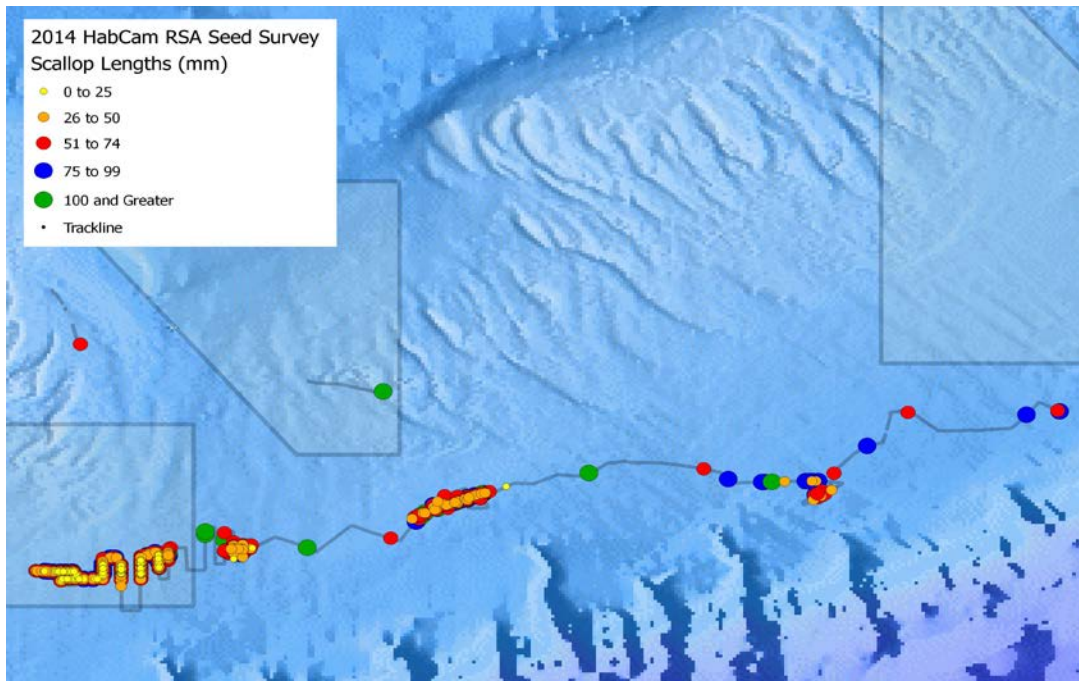 2014 HabCam RSA Seed Survey
Scallop Lengths (mm)
0 to 25
26 to 50
51 to 74
75 to 99
100 and Greater
Trackline